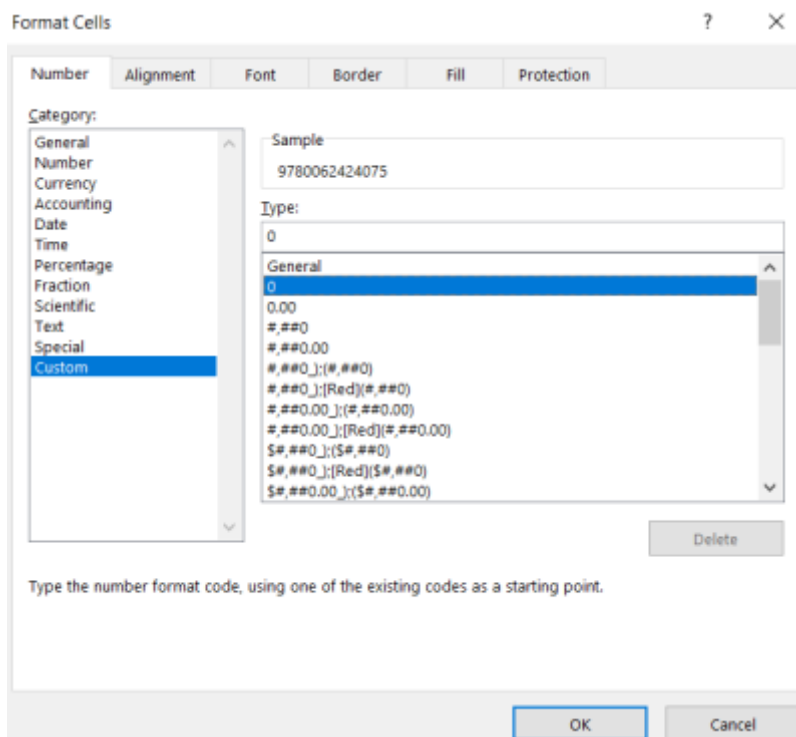 Format Cells
?
Number
Alignment
Font
Border
Fill
Protection
Category:
General
Number
Currency
Accounting
Date
Time
Percentage
Fraction
Scientific
Text
Special
Custom
Sample
9780062424075
Type:
0
General
0
0.00
#,##0
#,##0.00
#,##0_);(#,##0)
#,##0_);[Red](#,##0)
#,##0.00_);(#,##0.00)
#,##0.00_);[Red](#,##0.00)
$#,##0_);($#,##0)
$#,##0_);[Red]($#,##0)
$#,##0.00_);($#,##0.00)
Delete
Type the number format code, using one of the existing codes as a starting point.
OK
Cancel